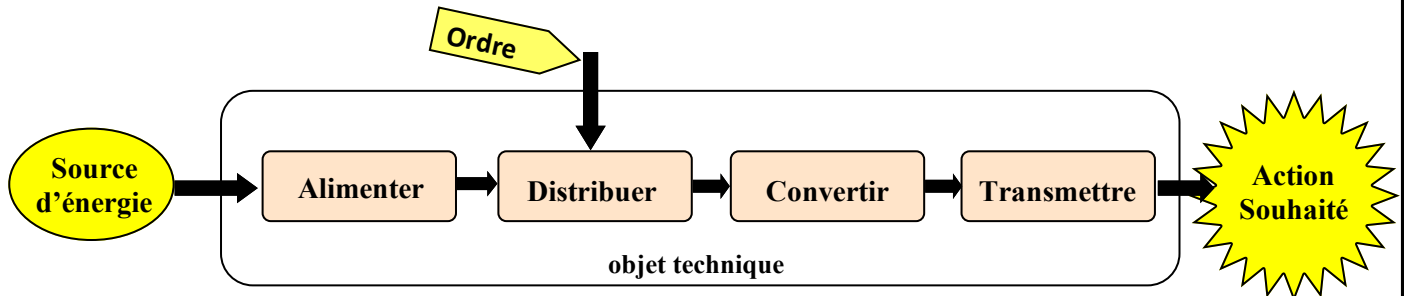 Ordre
Source
d’énergie
Alimenter
Distribuer
Convertir
Transmettre
Action
Souhaité
objet technique